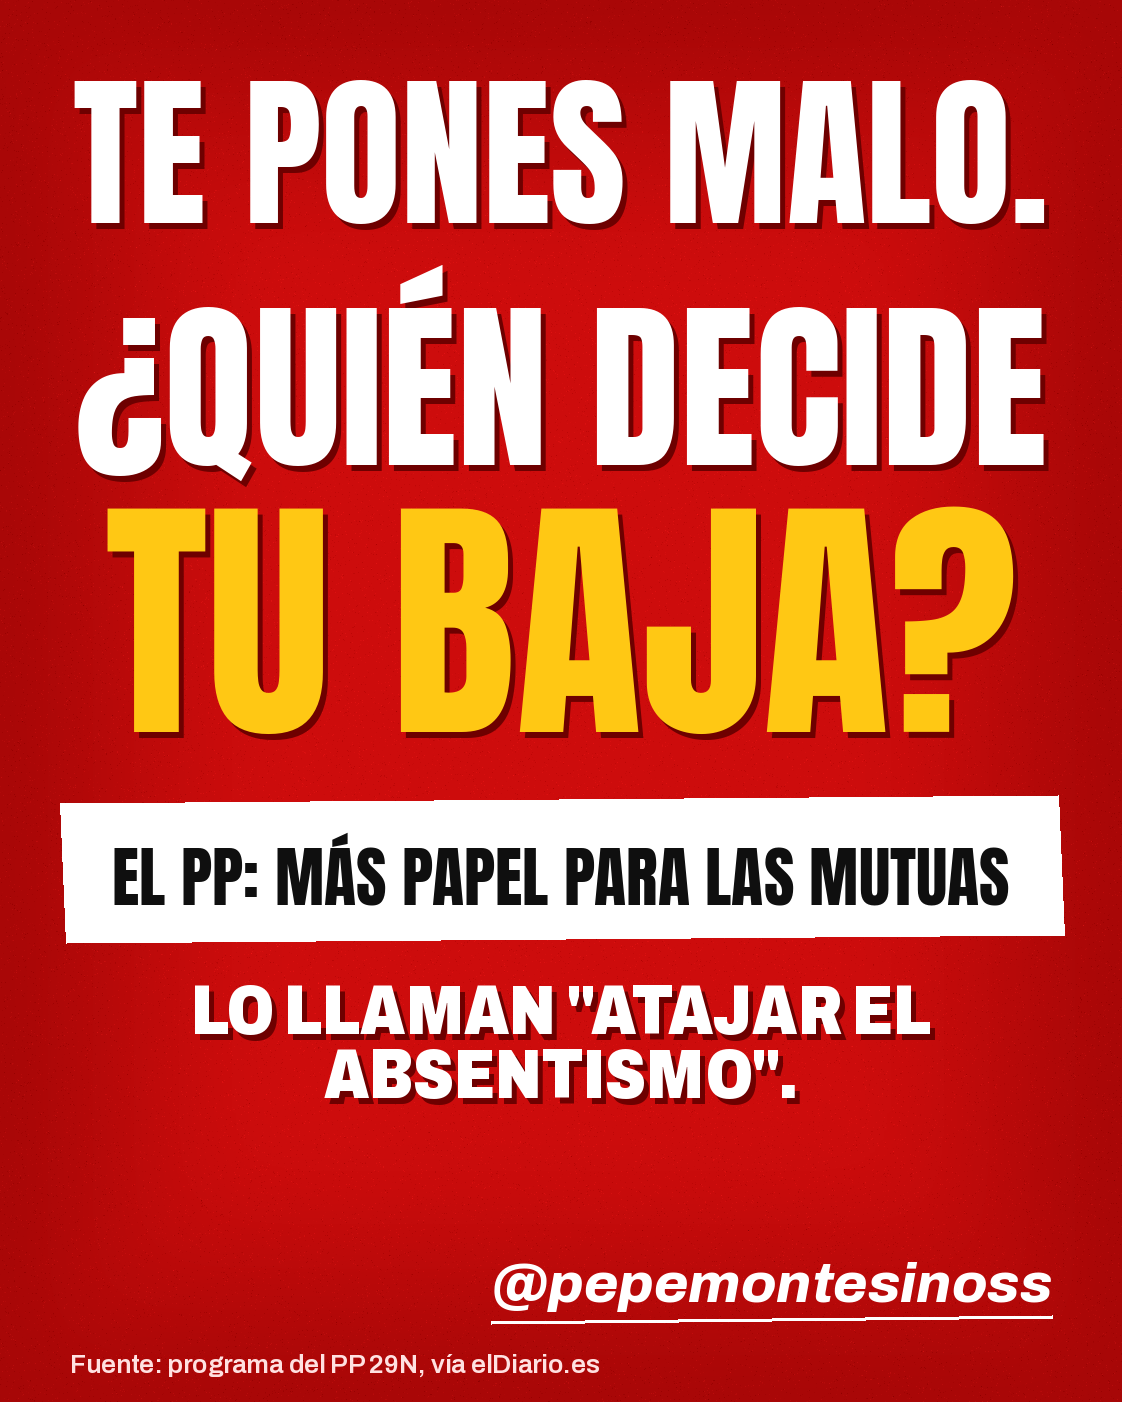 TE PONES MALO.
¿QUIÉN DECIDE
TU BAJA?
EL PP: MÁS PAPEL PARA LAS MUTUAS
LO LLAMAN "ATAJAR EL
ABSENTISMO".
@pepemontesinoss
Fuente: programa del PP 29N, vía elDiario.es